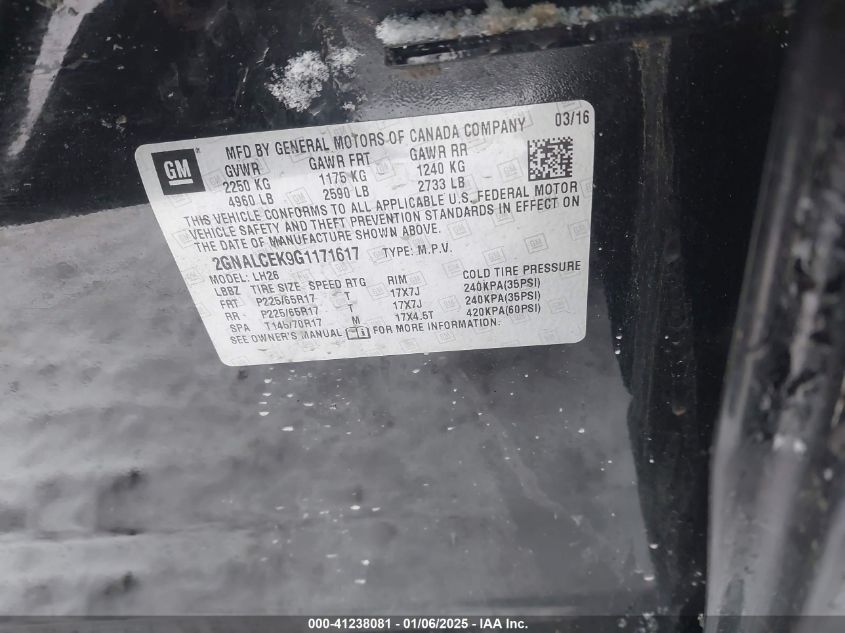 GM
MFD BY GENERAL MOTORS OF CANADA COMPANY 03/16
GVWR GAWR FRT GAWR RR
2250 KG 1175 KG 1240 KG
4960 LB 2590 LB 2733 LB
THIS VEHICLE CONFORMS TO ALL APPLICABLE U.S. FEDERAL MOTOR
VEHICLE SAFETY AND THEFT PREVENTION STANDARDS IN EFFECT ON
THE DATE OF MANUFACTURE SHOWN ABOVE.
2GNALCEK9G1171617 TYPE: M.P.V.
MODEL: LH26
LBBZ TIRE SIZE SPEED RTG RIM COLD TIRE PRESSURE
FRT P225/65R17 T 17X7J 240KPA(35PSI)
RR P225/65R17 T 17X7J 240KPA(35PSI)
SPA T145/70R17 M 17X4.5T 420KPA(60PSI)
SEE OWNER'S MANUAL FOR MORE INFORMATION.
000-41238081 - 01/06/2025 - IAA Inc.